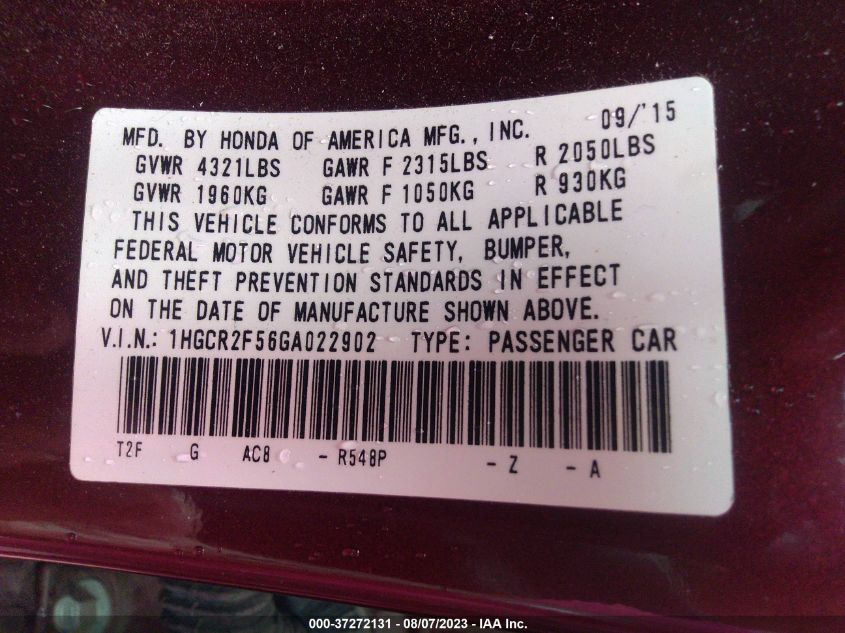 09/'15
MFD. BY HONDA OF AMERICA MFG., INC.
GVWR 4321LBS GAWR F 2315LBS R 2050LBS
GVWR 1960KG GAWR F 1050KG R 930KG
THIS VEHICLE CONFORMS TO ALL APPLICABLE
FEDERAL MOTOR VEHICLE SAFETY, BUMPER,
AND THEFT PREVENTION STANDARDS IN EFFECT
ON THE DATE OF MANUFACTURE SHOWN ABOVE.
V.I.N.: 1HGCR2F56GA022902 TYPE: PASSENGER CAR
T2F G AC8 - R548P - Z - A
000-37272131 - 08/07/2023 - IAA Inc.